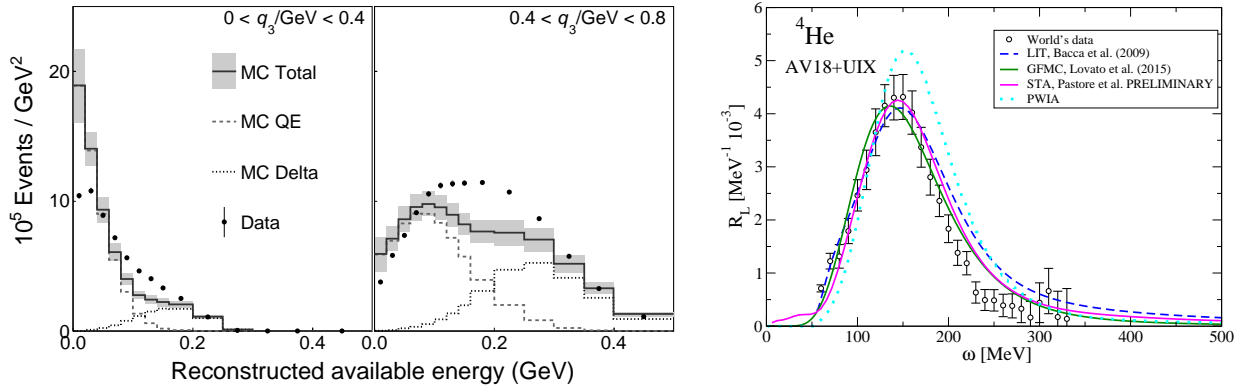 0 < q3/GeV < 0.4
0.4 < q3/GeV < 0.8
MC Total
MC QE
MC Delta
Data
10^5 Events / GeV^2
20
10
0
0.0 0.2 0.4 0.0 0.2 0.4
Reconstructed available energy (GeV)
4He
AV18+UIX
World's data
LIT, Bacca et al. (2009)
GFMC, Lovato et al. (2015)
STA, Pastore et al. PRELIMINARY
PWIA
R_L [MeV^-1 10^-3]
6
5
4
3
2
1
0
0 100 200 300 400 500
ω [MeV]